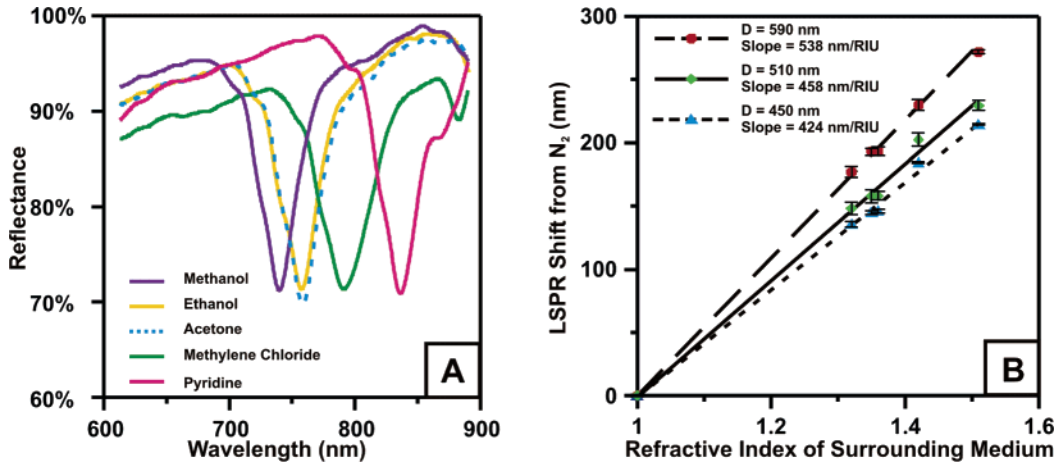 100%
90%
80%
70%
60%
Reflectance
Methanol
Ethanol
Acetone
Methylene Chloride
Pyridine
A
600
700
800
900
Wavelength (nm)
300
200
100
0
LSPR Shift from N₂ (nm)
D = 590 nm
Slope = 538 nm/RIU
D = 510 nm
Slope = 458 nm/RIU
D = 450 nm
Slope = 424 nm/RIU
B
1
1.2
1.4
1.6
Refractive Index of Surrounding Medium